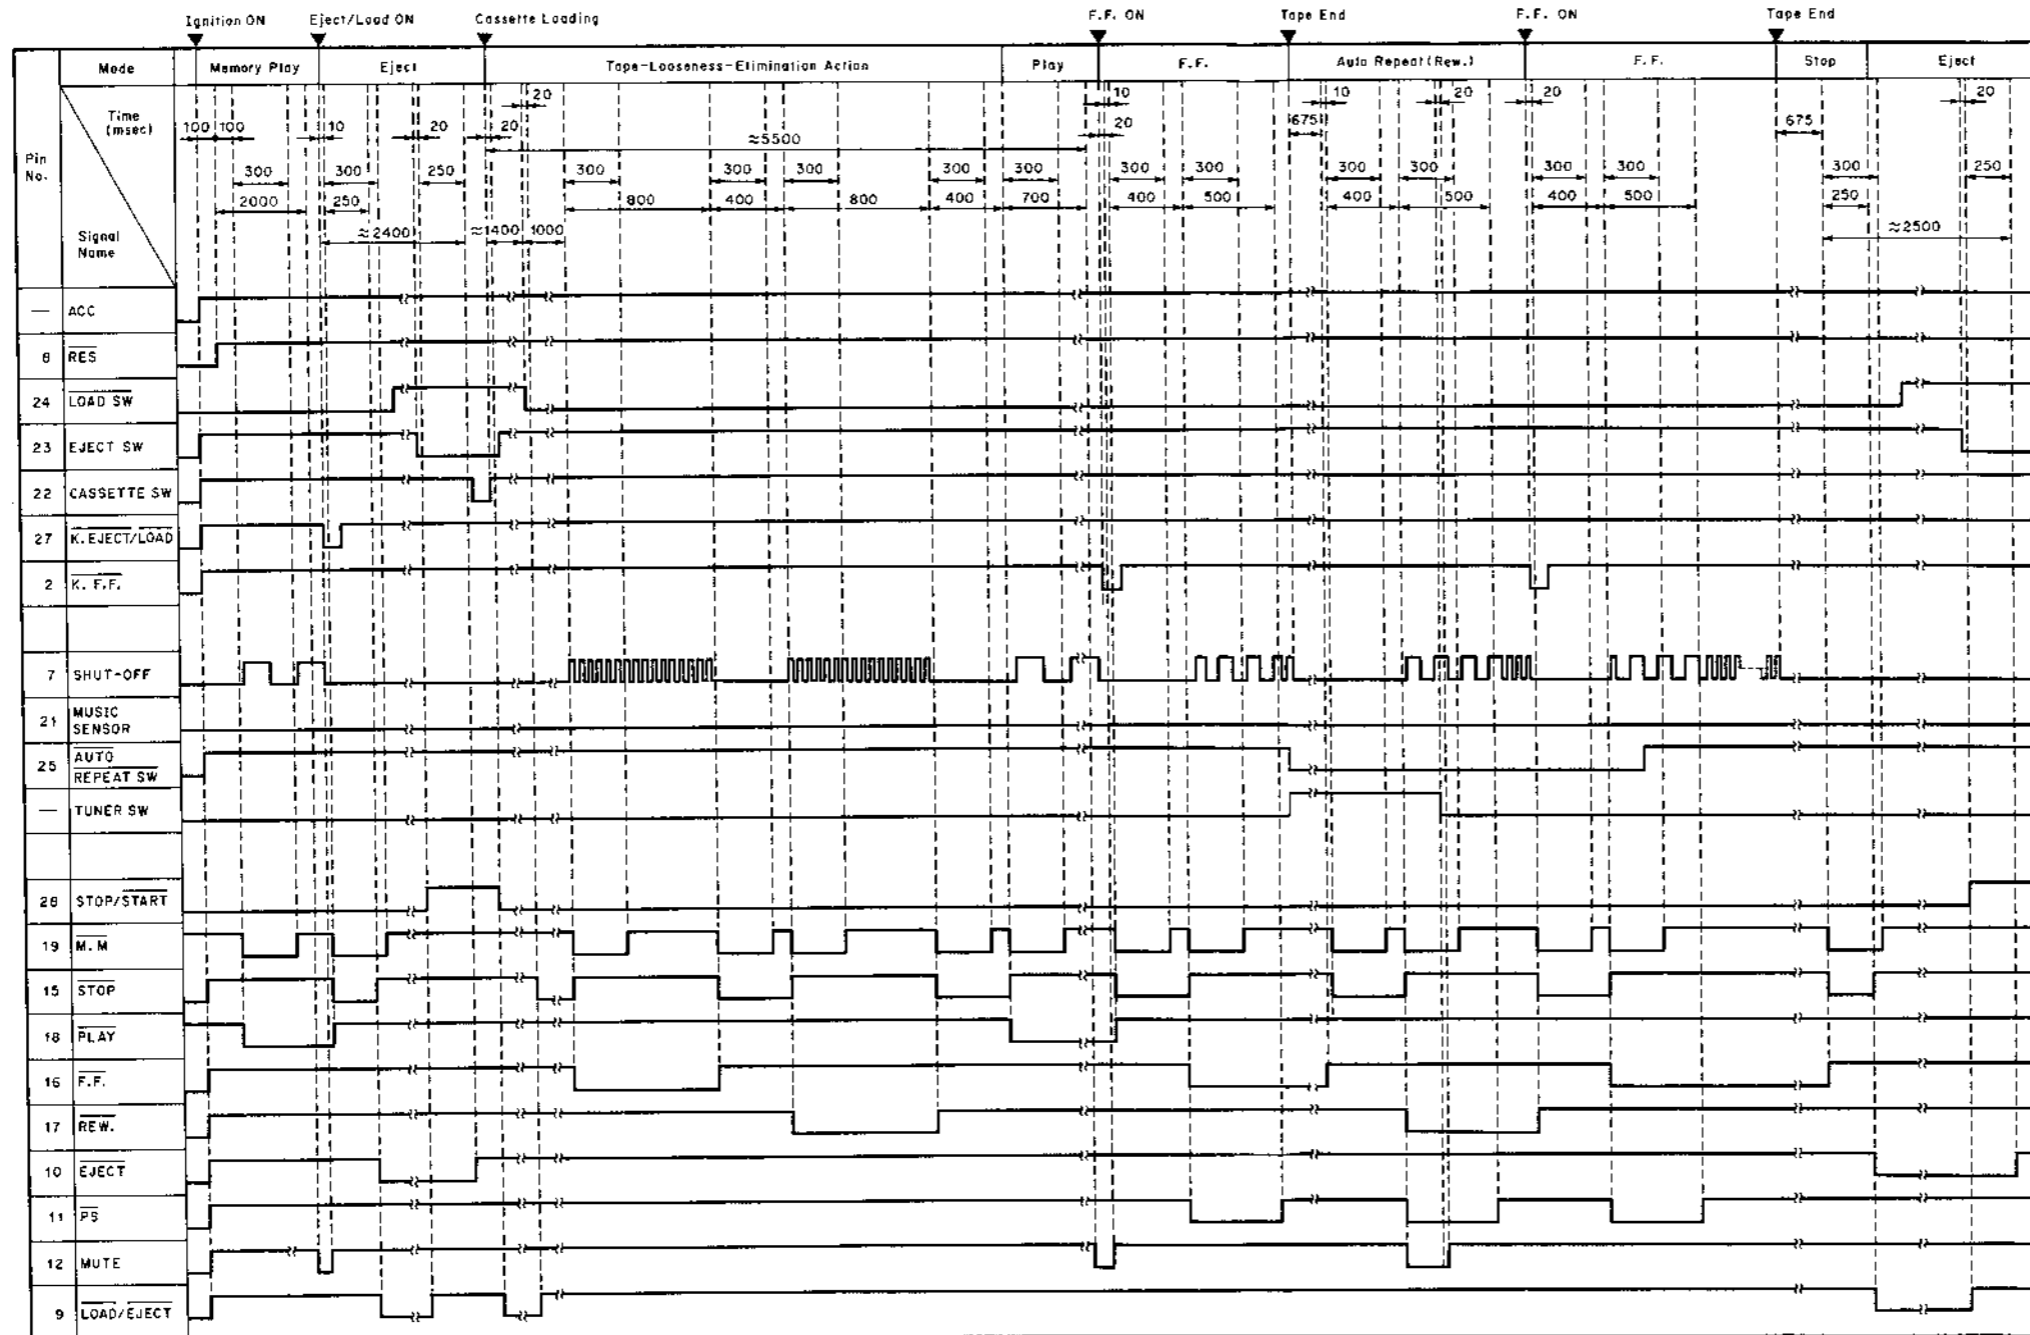 Ignition ON Eject/Load ON Cassette Loading F.F. ON Tape End F.F. ON Tape End
Mode Memory Play Eject Tape-Looseness-Elimination Action Play F.F. Auto Repeat (Rew.) F.F. Stop Eject
Pin No.
Time (msec)
Signal Name
20 10 10 20 20 20
100 100 10 20 20 20 675 675
≈5500
300 300 250 300 300 300 300 300 300 300 300 300 300 300 300 300 250
2000 250 800 400 800 400 700 400 500 400 500 400 500 250
≈2400 ≈1400 1000 ≈2500
— ACC
8 RES
24 LOAD SW
23 EJECT SW
22 CASSETTE SW
27 K.EJECT/LOAD
2 K. F.F.
7 SHUT-OFF
21 MUSIC SENSOR
25 AUTO REPEAT SW
— TUNER SW
28 STOP/START
19 M.M
15 STOP
18 PLAY
16 F.F.
17 REW.
10 EJECT
11 PS
12 MUTE
9 LOAD/EJECT